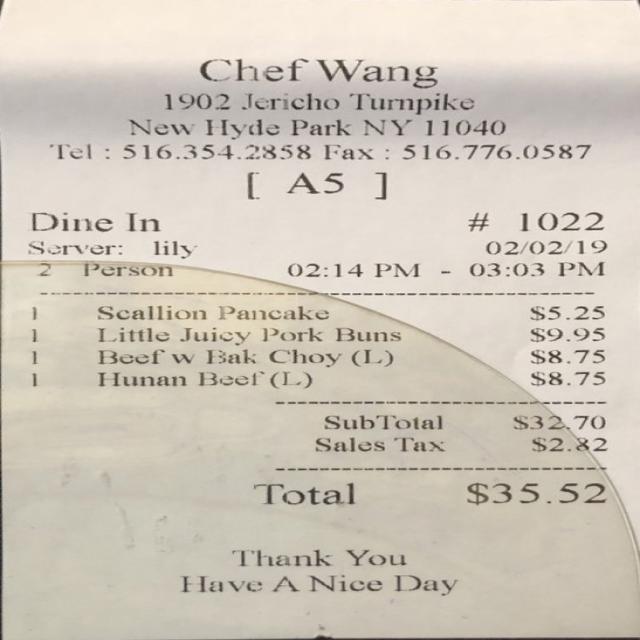 Chef Wang
1902 Jericho Turnpike
New Hyde Park NY 11040
Tel : 516.354.2858 Fax : 516.776.0587
[ A5 ]
Dine In # 1022
Server: lily 02/02/19
2 Person 02:14 PM - 03:03 PM
1 Scallion Pancake $5.25
1 Little Juicy Pork Buns $9.95
1 Beef w Bak Choy (L) $8.75
1 Hunan Beef (L) $8.75
SubTotal $32.70
Sales Tax $2.82
Total $35.52
Thank You
Have A Nice Day